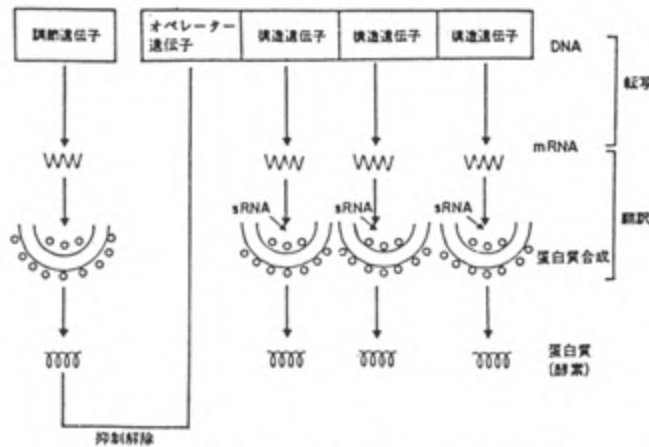 調節遺伝子
オペレーター
遺伝子
構造遺伝子
構造遺伝子
構造遺伝子
DNA
転写
mRNA
sRNA
sRNA
sRNA
翻訳
蛋白質合成
蛋白質
(酵素)
抑制解除